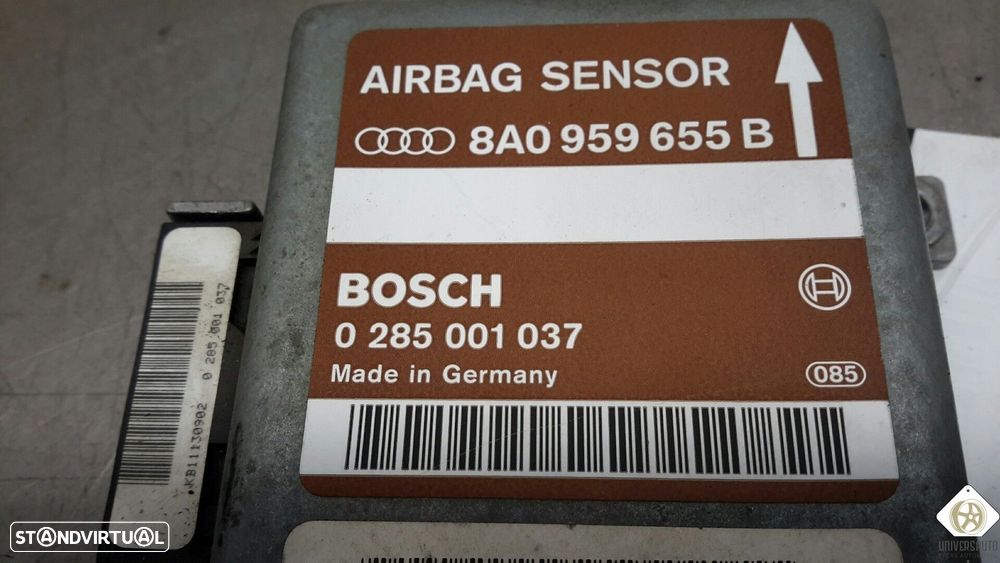 AIRBAG SENSOR
8A0 959 655 B
BOSCH
0 285 001 037
Made in Germany
085
KB11130902 0 285 001 037
STANDVIRTUAL
UNIVERSAUTO